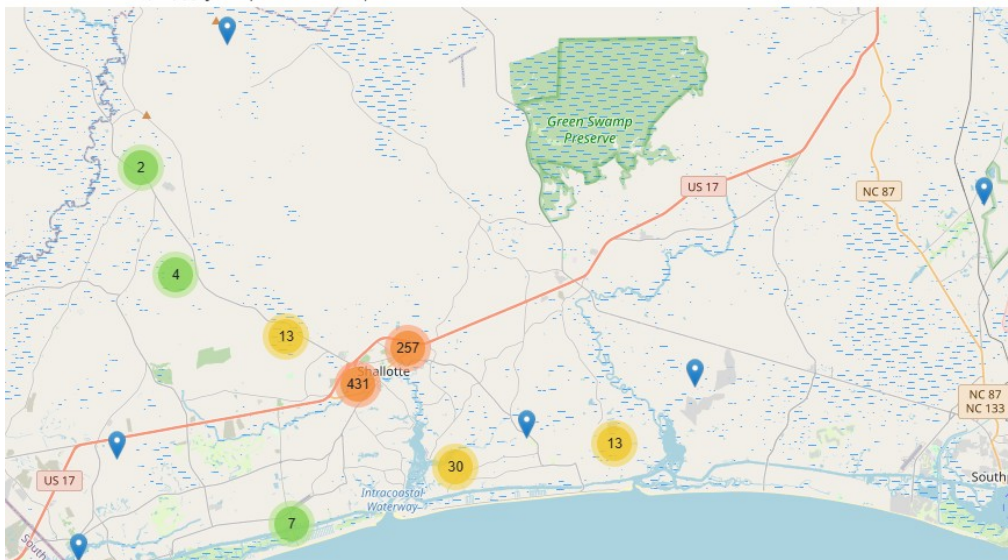 2
Green Swamp
Preserve
US 17
NC 87
4
13
257
Shallotte
431
NC 87
NC 133
13
30
US 17
South
Intracoastal
Waterway
7
South